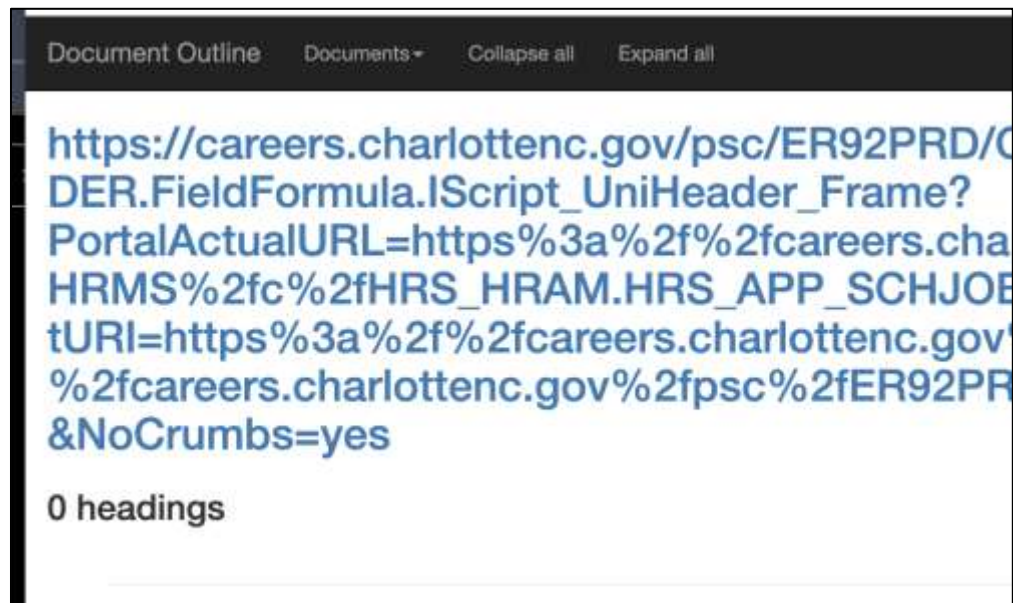 Document Outline Documents Collapse all Expand all
https://careers.charlottenc.gov/psc/ER92PRD/
DER.FieldFormula.IScript_UniHeader_Frame?
PortalActualURL=https%3a%2f%2fcareers.cha
HRMS%2fc%2fHRS_HRAM.HRS_APP_SCHJOB
tURI=https%3a%2f%2fcareers.charlottenc.gov
%2fcareers.charlottenc.gov%2fpsc%2fER92PR
&NoCrumbs=yes
0 headings